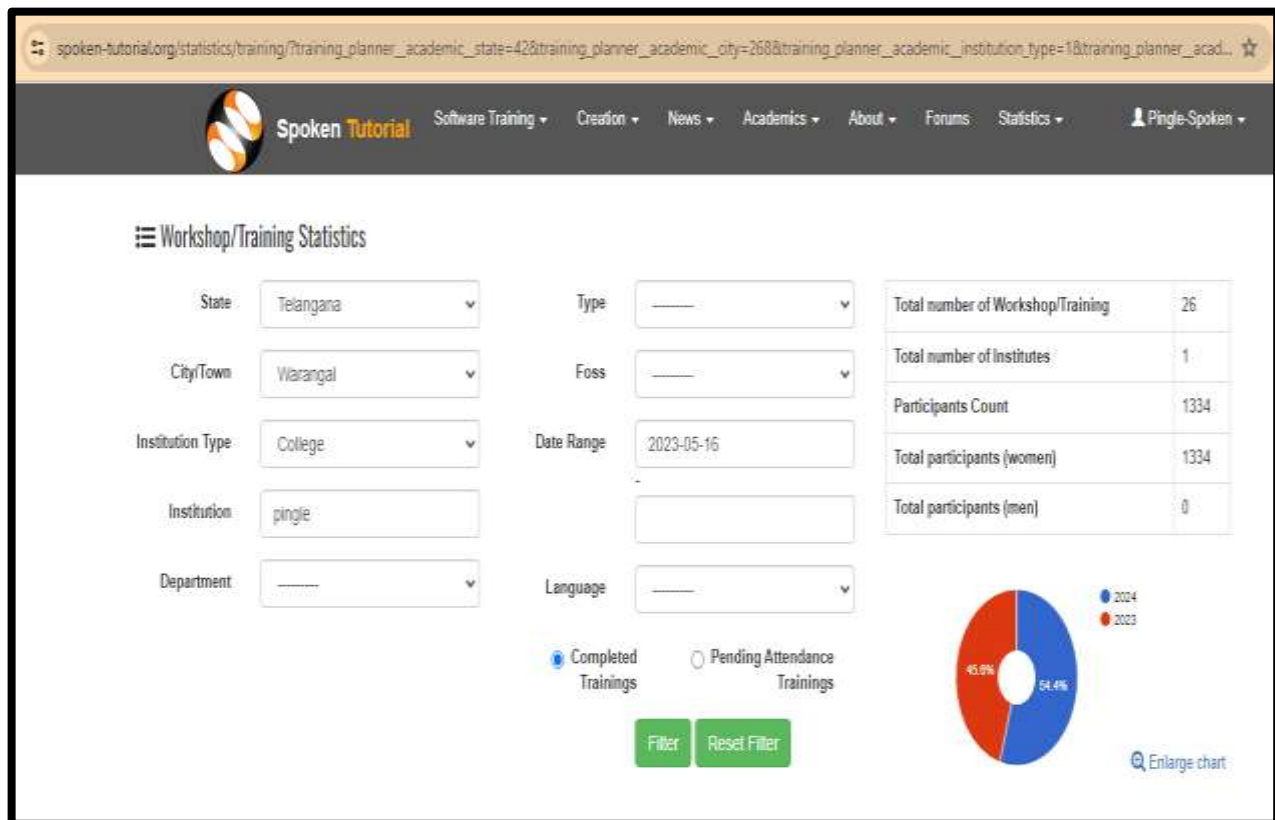 spoken-tutorial.org/statistics/training/?training_planner__academic_state=42&training_planner__academic_city=268&training_planner__academic__institution_type=1&training_planner__acad...
Spoken Tutorial Software Training Creation News Academics About Forums Statistics Pingle-Spoken
Workshop/Training Statistics
State Telangana Type ---------
City/Town Warangal Foss ---------
Institution Type College Date Range 2023-05-16
-
Institution pingle
Department --------- Language ---------
Completed Trainings
Pending Attendance Trainings
Filter Reset Filter
Total number of Workshop/Training 26
Total number of Institutes 1
Participants Count 1334
Total participants (women) 1334
Total participants (men) 0
2024
2023
45.6%
54.4%
Enlarge chart